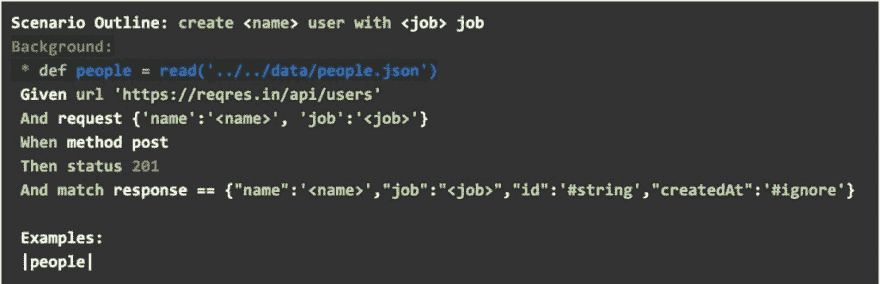 Scenario Outline: create <name> user with <job> job
Background:
* def people = read('../../data/people.json')
Given url 'https://reqres.in/api/users'
And request {'name':'<name>', 'job':'<job>'}
When method post
Then status 201
And match response == {"name":'<name>',"job":"<job>","id":'#string',"createdAt":'#ignore'}
Examples:
|people|